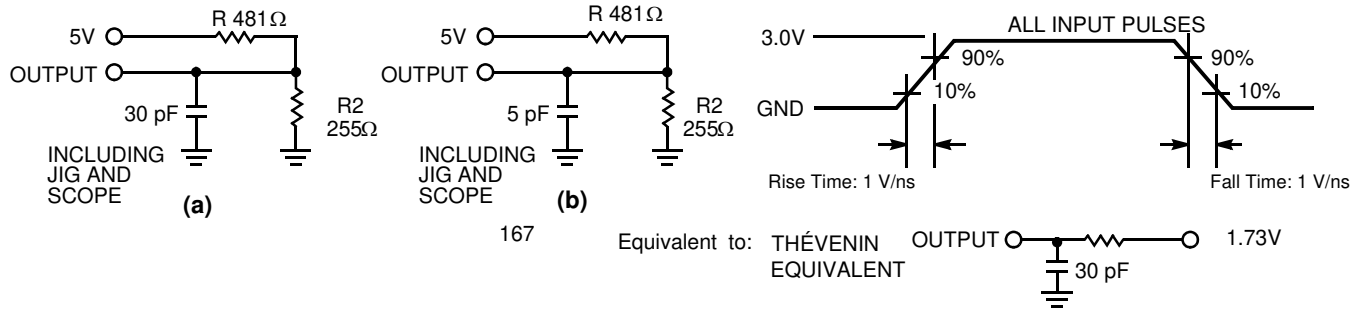 R 481Ω
5V
OUTPUT
30 pF
R2
255Ω
INCLUDING
JIG AND
SCOPE
(a)
R 481Ω
5V
OUTPUT
5 pF
R2
255Ω
INCLUDING
JIG AND
SCOPE
(b)
167
ALL INPUT PULSES
3.0V
90%
90%
10%
10%
GND
Rise Time: 1 V/ns
Fall Time: 1 V/ns
Equivalent to: THÉVENIN
EQUIVALENT
OUTPUT
1.73V
30 pF